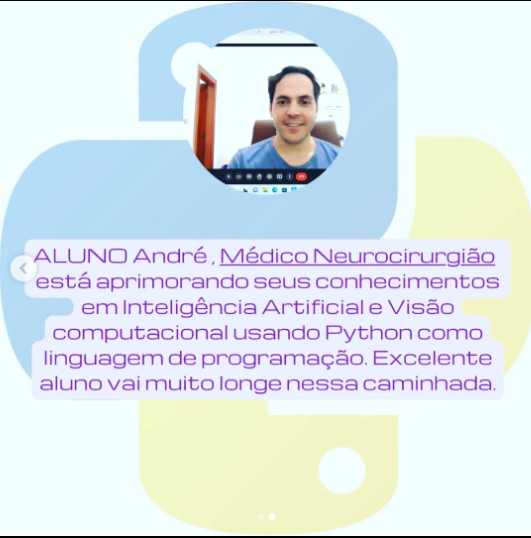 ALUNO André , Médico Neurocirurgião
está aprimorando seus conhecimentos
em Inteligência Artificial e Visão
computacional usando Python como
linguagem de programação. Excelente
aluno vai muito longe nessa caminhada.